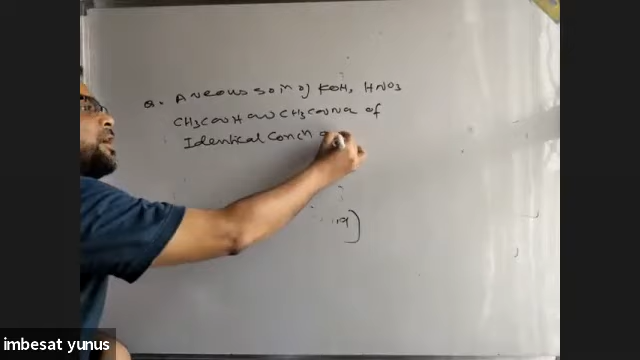 Q. Aqueous soln of KOH, HNO3
CH3COOH and CH3COONa of
Identical Concn
imbesat yunus